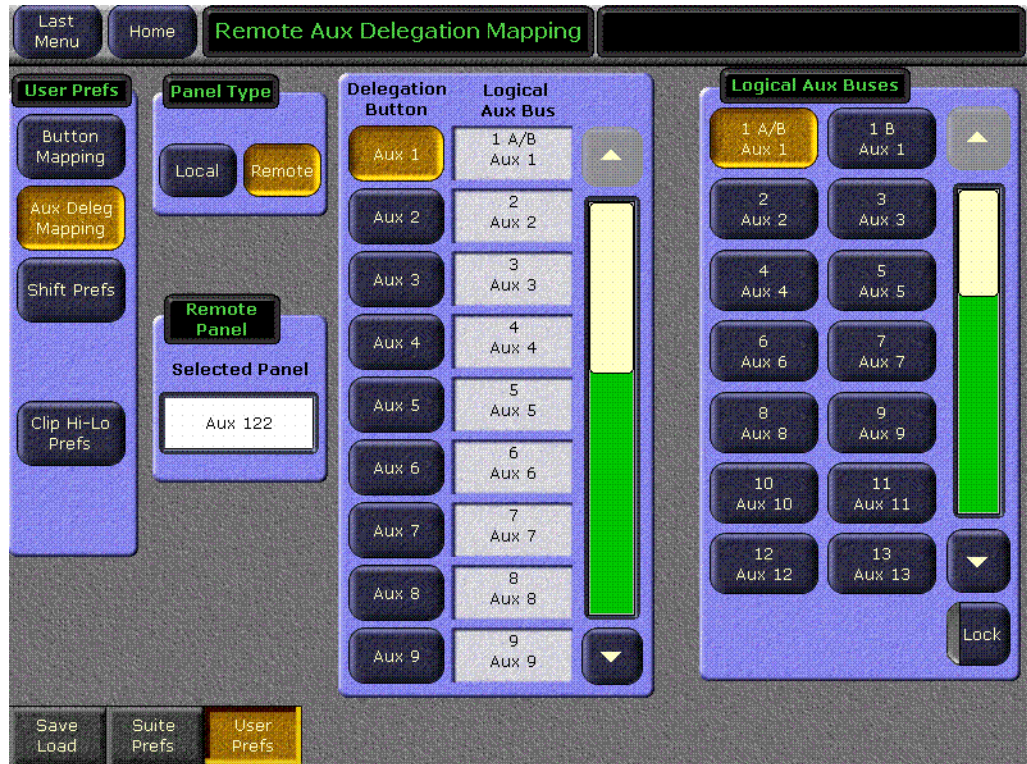 Last
Menu
Home
Remote Aux Delegation Mapping
User Prefs
Button
Mapping
Aux Deleg
Mapping
Shift Prefs
Clip Hi-Lo
Prefs
Panel Type
Local
Remote
Remote
Panel
Selected Panel
Aux 122
Delegation
Button
Logical
Aux Bus
Aux 1
1 A/B
Aux 1
Aux 2
2
Aux 2
Aux 3
3
Aux 3
Aux 4
4
Aux 4
Aux 5
5
Aux 5
Aux 6
6
Aux 6
Aux 7
7
Aux 7
Aux 8
8
Aux 8
Aux 9
9
Aux 9
Logical Aux Buses
1 A/B
Aux 1
1 B
Aux 1
2
Aux 2
3
Aux 3
4
Aux 4
5
Aux 5
6
Aux 6
7
Aux 7
8
Aux 8
9
Aux 9
10
Aux 10
11
Aux 11
12
Aux 12
13
Aux 13
Lock
Save
Load
Suite
Prefs
User
Prefs